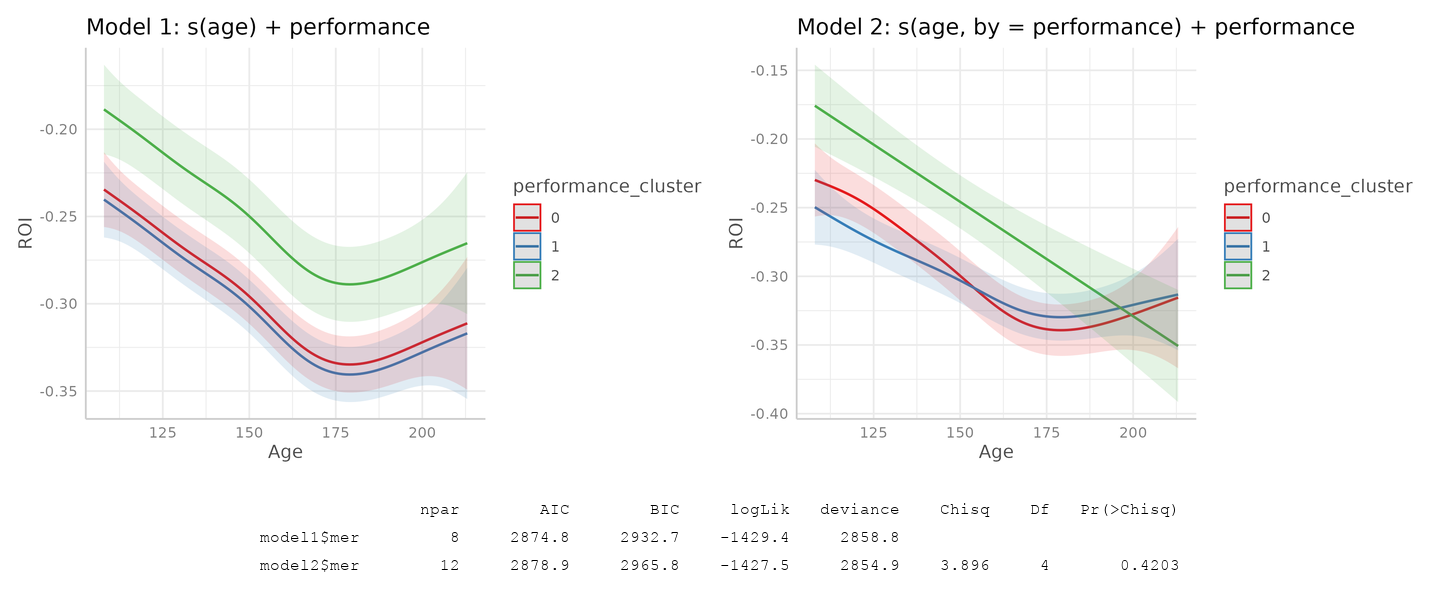 Model 1: s(age) + performance
-0.20
-0.25
-0.30
-0.35
ROI
125 150 175 200
Age
performance_cluster
0
1
2
Model 2: s(age, by = performance) + performance
-0.15
-0.20
-0.25
-0.30
-0.35
-0.40
ROI
125 150 175 200
Age
performance_cluster
0
1
2
npar AIC BIC logLik deviance Chisq Df Pr(>Chisq)
model1$mer 8 2874.8 2932.7 -1429.4 2858.8
model2$mer 12 2878.9 2965.8 -1427.5 2854.9 3.896 4 0.4203